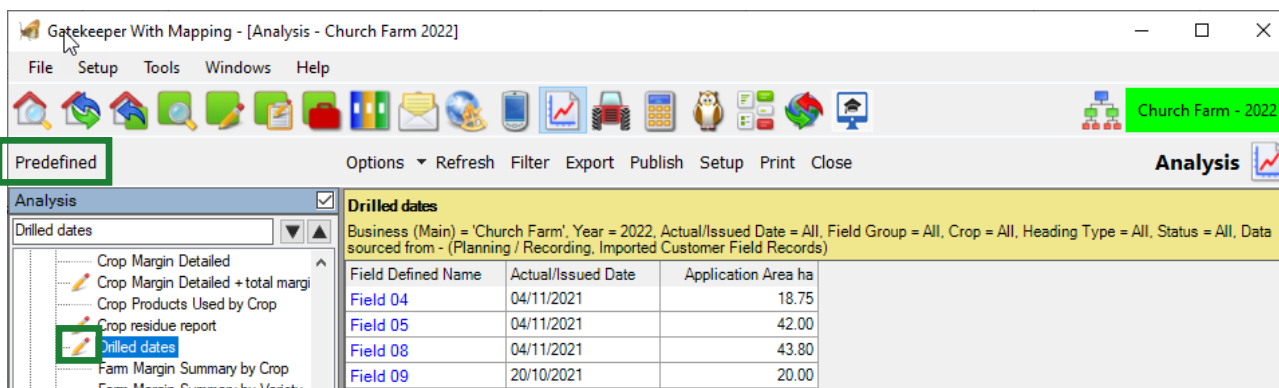 Gatekeeper With Mapping - [Analysis - Church Farm 2022]
File Setup Tools Windows Help
Church Farm - 2022
Predefined Options Refresh Filter Export Publish Setup Print Close Analysis
Analysis
Drilled dates
Crop Margin Detailed
Crop Margin Detailed + total margi
Crop Products Used by Crop
Crop residue report
Drilled dates
Farm Margin Summary by Crop
Farm Margin Summary by Variety
Drilled dates
Business (Main) = 'Church Farm', Year = 2022, Actual/Issued Date = All, Field Group = All, Crop = All, Heading Type = All, Status = All, Data
sourced from - (Planning / Recording, Imported Customer Field Records)
Field Defined Name Actual/Issued Date Application Area ha
Field 04 04/11/2021 18.75
Field 05 04/11/2021 42.00
Field 08 04/11/2021 43.80
Field 09 20/10/2021 20.00